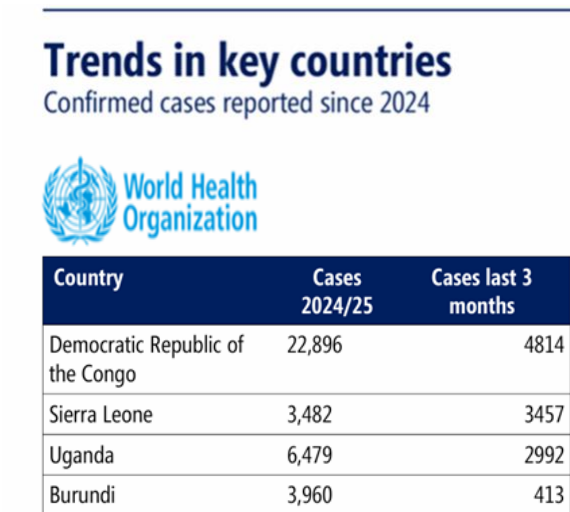 Trends in key countries
Confirmed cases reported since 2024
World Health
Organization
Country Cases Cases last 3
2024/25 months
Democratic Republic of 22,896 4814
the Congo
Sierra Leone 3,482 3457
Uganda 6,479 2992
Burundi 3,960 413